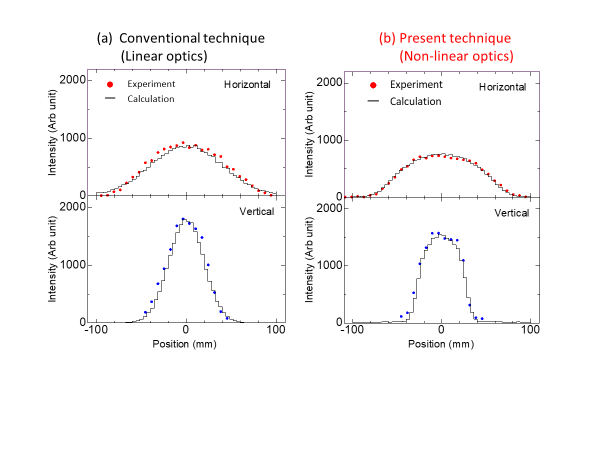 (a) Conventional technique
(Linear optics)
2000
Experiment
Calculation
Horizontal
1000
0
Intensity (Arb unit)
2000
Vertical
1000
0
Intensity (Arb unit)
-100
0
100
Position (mm)
(b) Present technique
(Non-linear optics)
2000
Experiment
Calculation
Horizontal
1000
0
Intensity (Arb unit)
2000
Vertical
1000
0
Intensity (Arb unit)
-100
0
100
Position (mm)